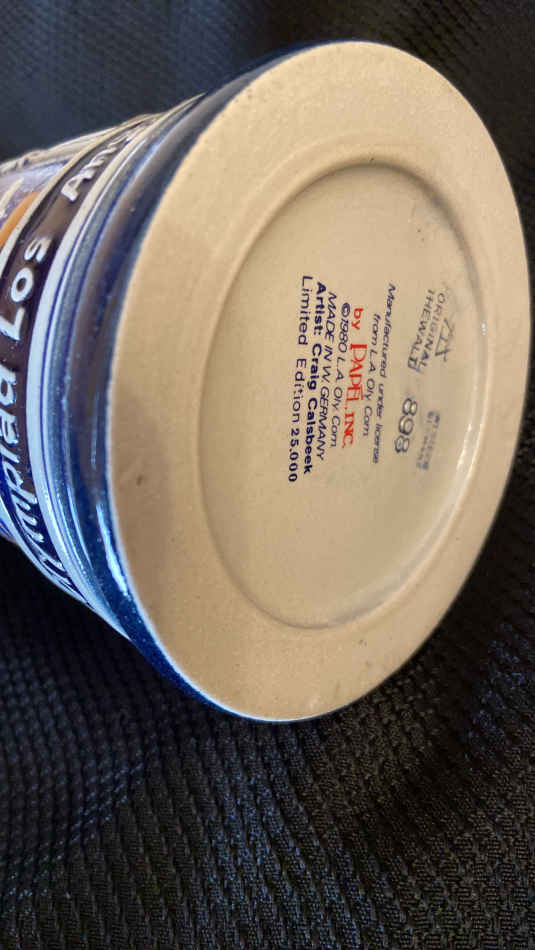 ORIGINAL
THEWALT
898
Manufactured under license
from L.A. Oly Com
by PAPEL, INC.
©1980 L.A. Oly Com
MADE IN W. GERMANY
Artist: Craig Calsbeek
Limited Edition 25,000
Los